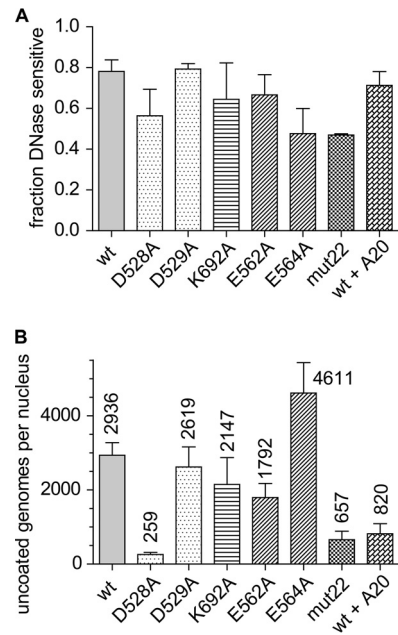 A
fraction DNase sensitive
1.0
0.8
0.6
0.4
0.2
0.0
wt
D528A
D529A
K692A
E562A
E564A
mut22
wt + A20
B
uncoated genomes per nucleus
4000
2000
0
2936
259
2619
2147
1792
4611
657
820
wt
D528A
D529A
K692A
E562A
E564A
mut22
wt + A20